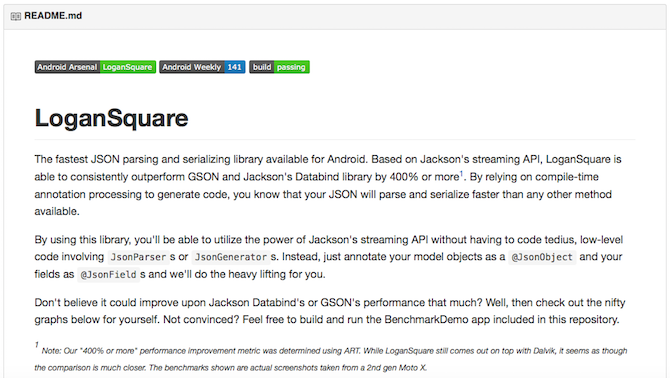 README.md
Android Arsenal LoganSquare Android Weekly 141 build passing
LoganSquare
The fastest JSON parsing and serializing library available for Android. Based on Jackson's streaming API, LoganSquare is
able to consistently outperform GSON and Jackson's Databind library by 400% or more1. By relying on compile-time
annotation processing to generate code, you know that your JSON will parse and serialize faster than any other method
available.
By using this library, you'll be able to utilize the power of Jackson's streaming API without having to code tedius, low-level
code involving JsonParser s or JsonGenerator s. Instead, just annotate your model objects as a @JsonObject and your
fields as @JsonField s and we'll do the heavy lifting for you.
Don't believe it could improve upon Jackson Databind's or GSON's performance that much? Well, then check out the nifty
graphs below for yourself. Not convinced? Feel free to build and run the BenchmarkDemo app included in this repository.
1 Note: Our "400% or more" performance improvement metric was determined using ART. While LoganSquare still comes out on top with Dalvik, it seems as though
the comparison is much closer. The benchmarks shown are actual screenshots taken from a 2nd gen Moto X.